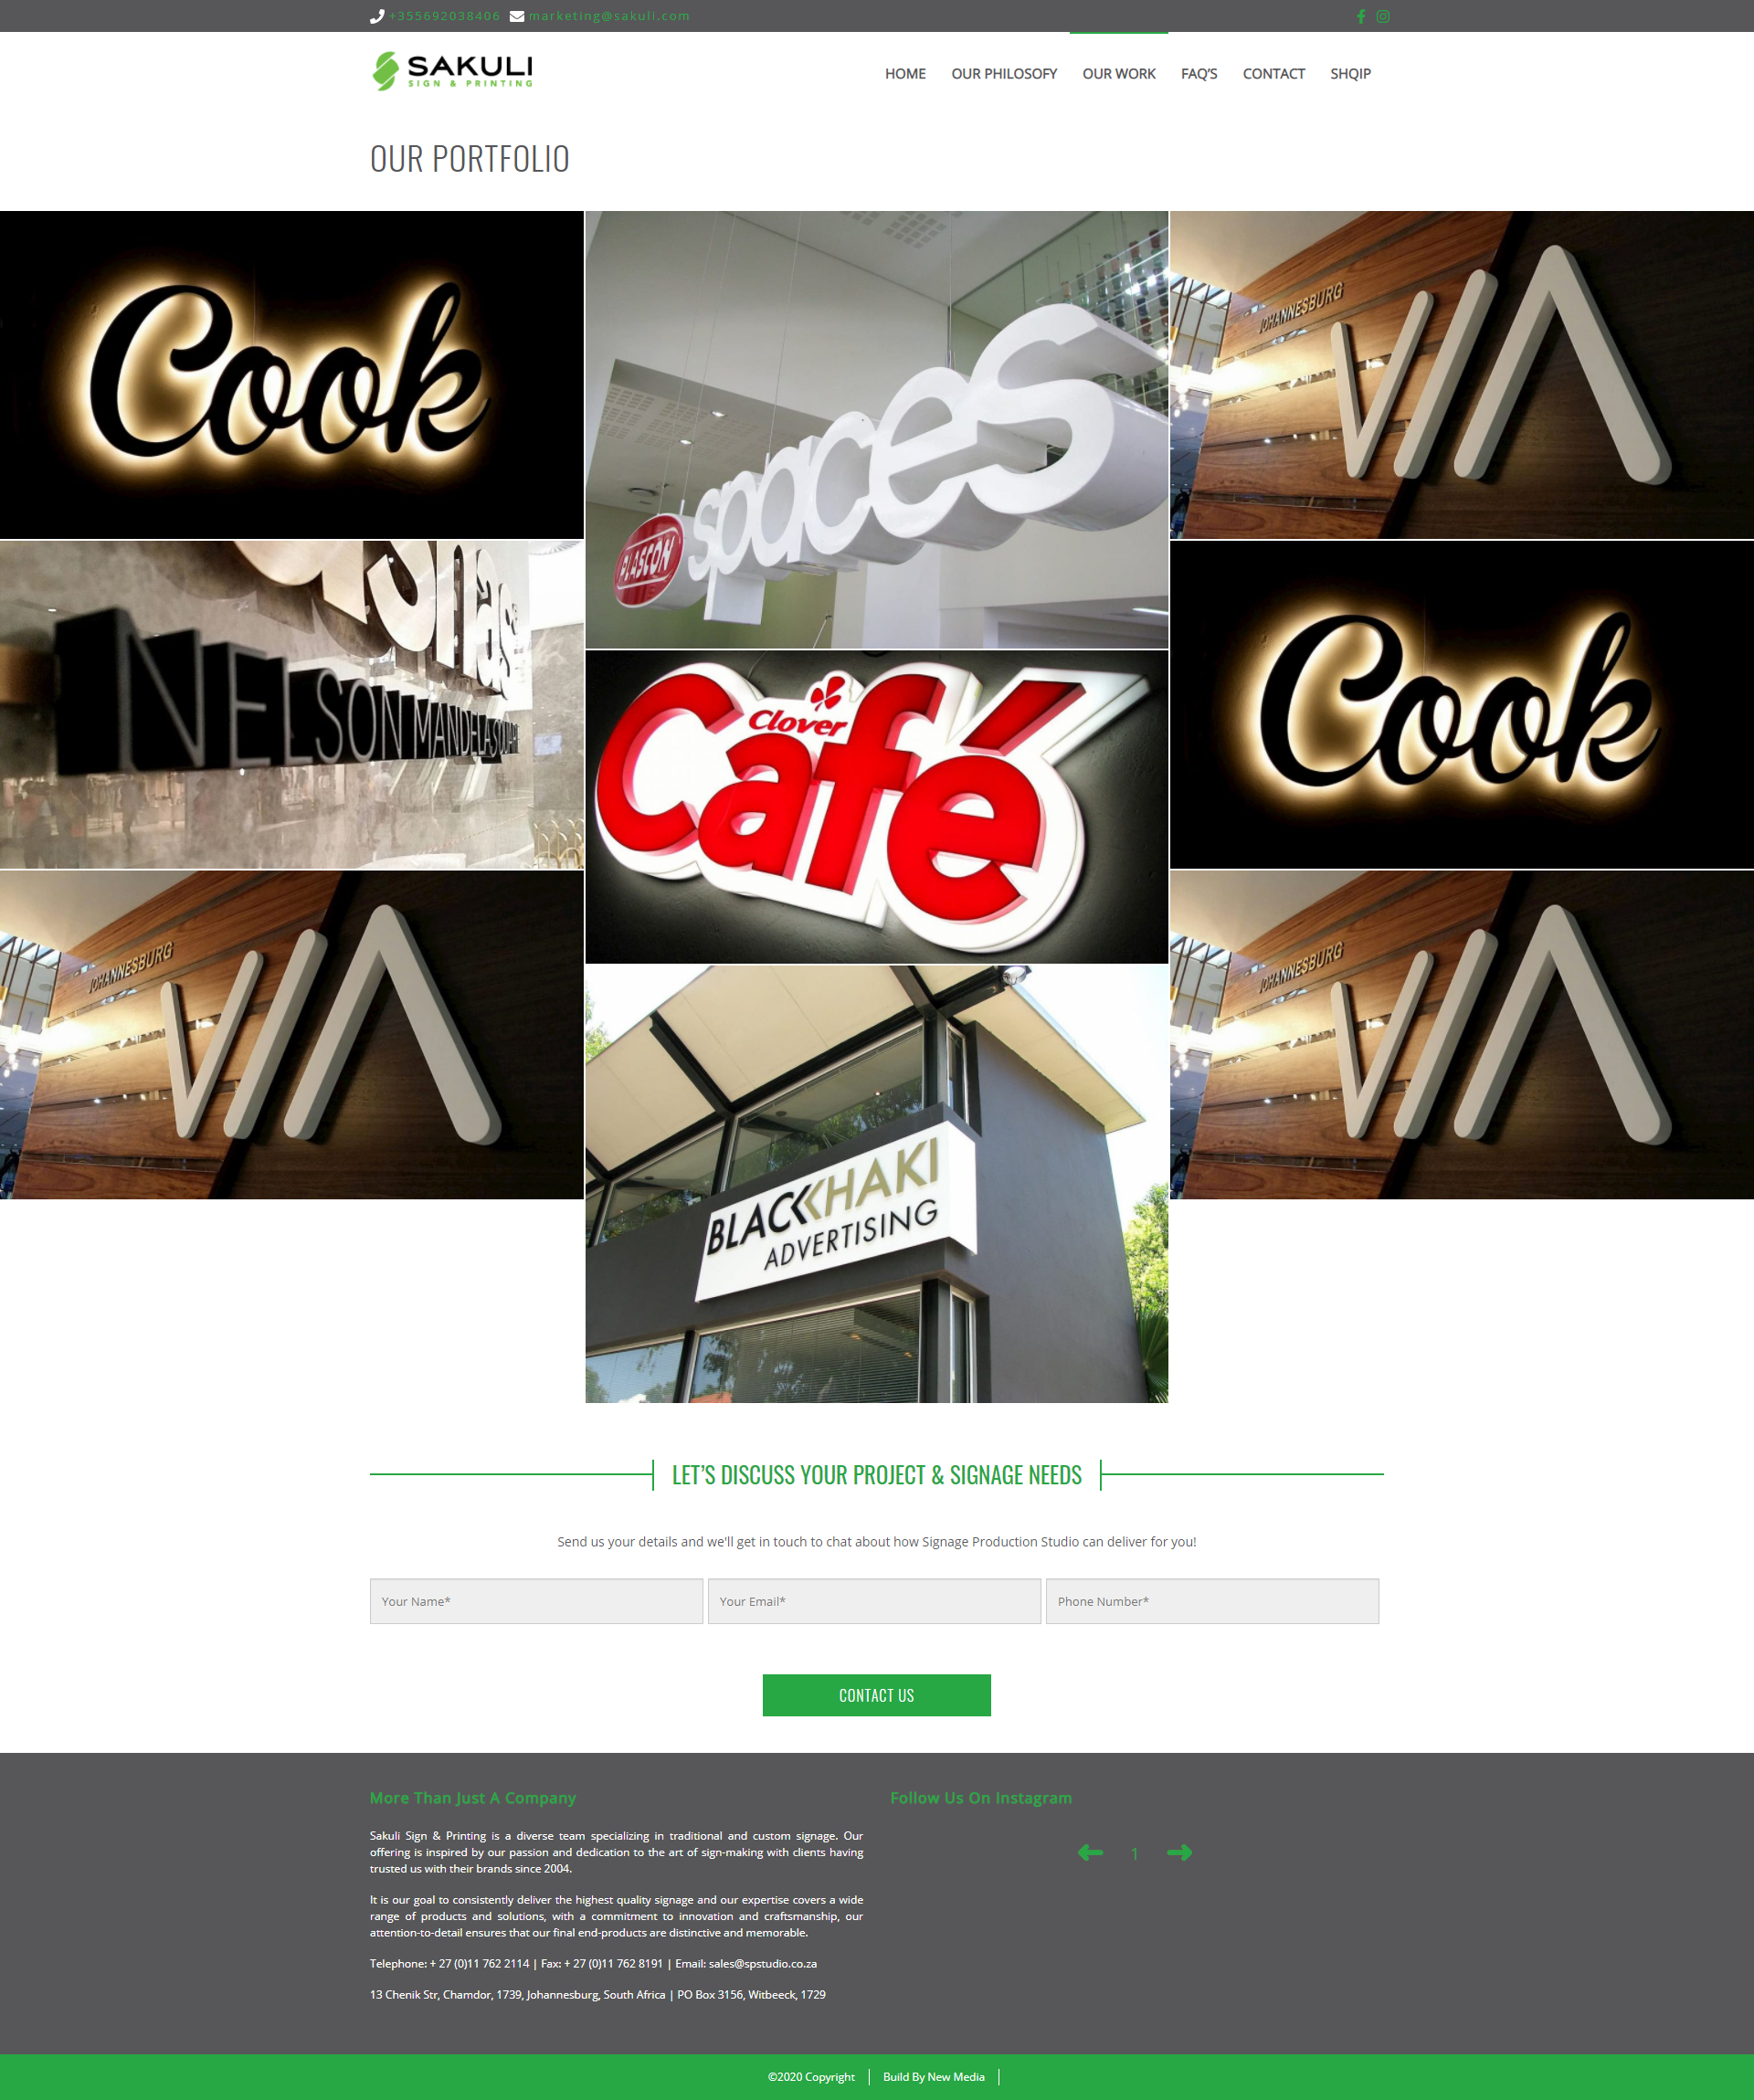 +355692038406 marketing@sakuli.com
SAKULI
SIGN & PRINTING
HOME OUR PHILOSOFY OUR WORK FAQ'S CONTACT SHQIP
OUR PORTFOLIO
Cook
PLASCON spaces
JOHANNESBURG
VIA
NELSON MANDELA SQUARE
Clover
Café
Cook
JOHANNESBURG
VIA
BLACKKHAKI
ADVERTISING
JOHANNESBURG
VIA
LET'S DISCUSS YOUR PROJECT & SIGNAGE NEEDS
Send us your details and we'll get in touch to chat about how Signage Production Studio can deliver for you!
Your Name* Your Email* Phone Number*
CONTACT US
More Than Just A Company
Sakuli Sign & Printing is a diverse team specializing in traditional and custom signage. Our
offering is inspired by our passion and dedication to the art of sign-making with clients having
trusted us with their brands since 2004.
It is our goal to consistently deliver the highest quality signage and our expertise covers a wide
range of products and solutions, with a commitment to innovation and craftsmanship, our
attention-to-detail ensures that our final end-products are distinctive and memorable.
Telephone: + 27 (0)11 762 2114 | Fax: + 27 (0)11 762 8191 | Email: sales@spstudio.co.za
13 Chenik Str, Chamdor, 1739, Johannesburg, South Africa | PO Box 3156, Witbeeck, 1729
Follow Us On Instagram
1
©2020 Copyright Build By New Media